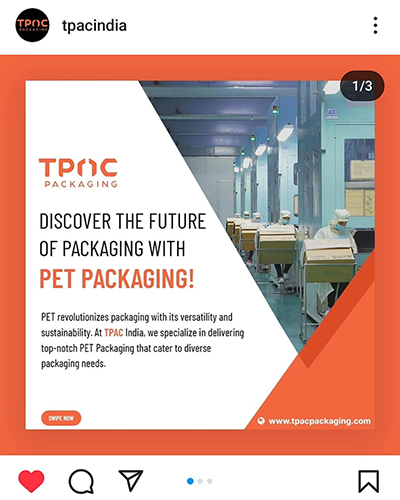 TPAC
PACKAGING
tpacindia
1/3
TPAC
PACKAGING
DISCOVER THE FUTURE
OF PACKAGING WITH
PET PACKAGING!
PET revolutionizes packaging with its versatility and
sustainability. At TPAC India, we specialize in delivering
top-notch PET Packaging that cater to diverse
packaging needs.
SWIPE NOW
www.tpacpackaging.com